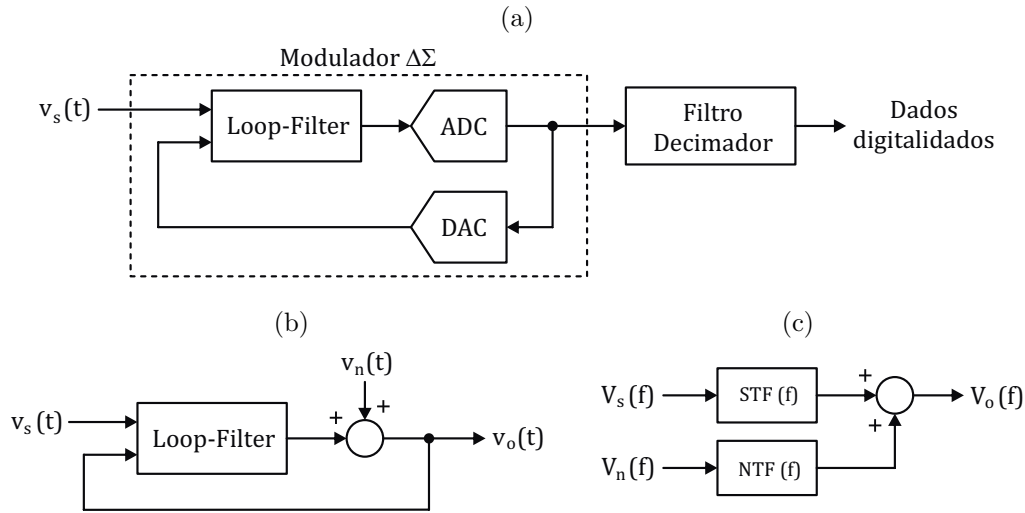 (a)
Modulador ΔΣ
v_s(t)
Loop-Filter
ADC
Filtro
Decimador
Dados
digitalidados
DAC
(b)
v_n(t)
v_s(t)
Loop-Filter
+
+
v_o(t)
(c)
V_s(f)
STF (f)
+
V_o(f)
+
V_n(f)
NTF (f)